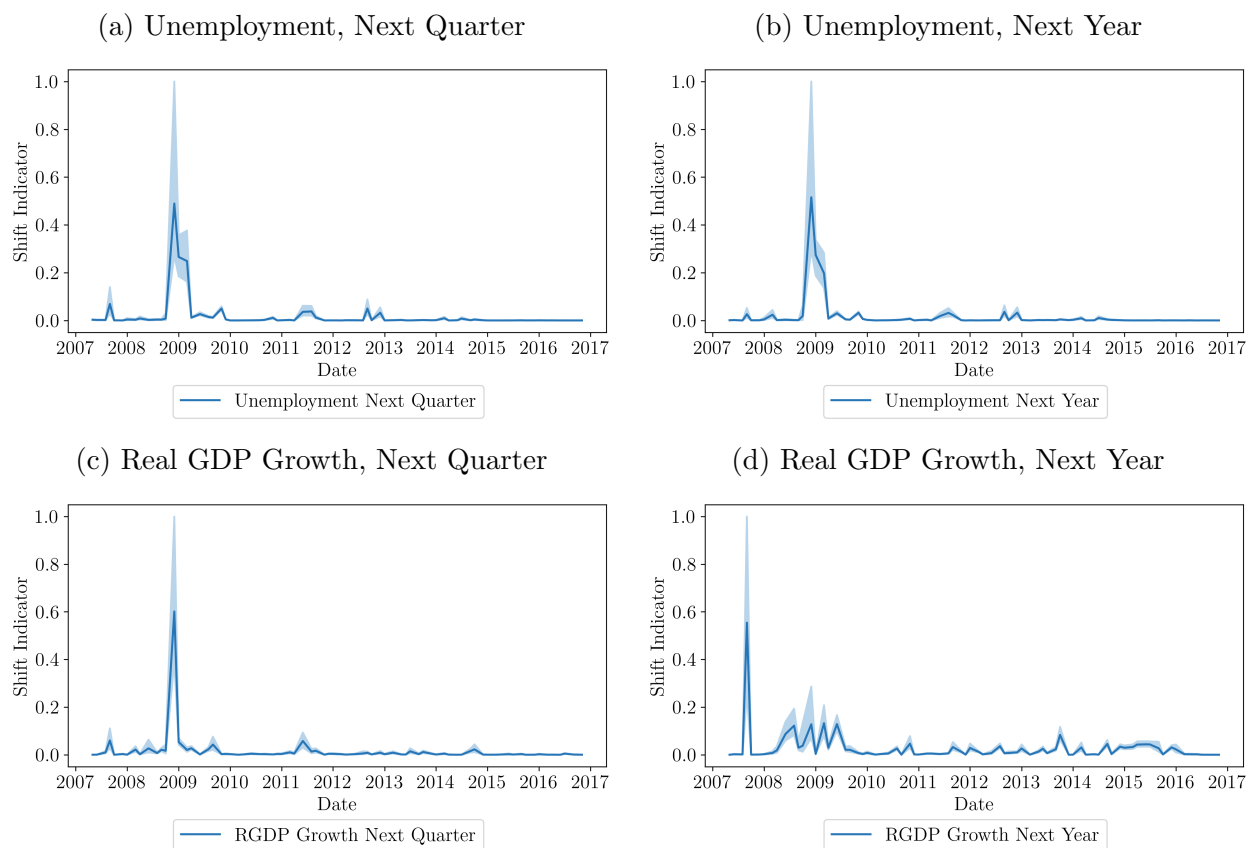 (a) Unemployment, Next Quarter
1.0
0.8
0.6
0.4
0.2
0.0
Shift Indicator
2007 2008 2009 2010 2011 2012 2013 2014 2015 2016 2017
Date
Unemployment Next Quarter
(b) Unemployment, Next Year
1.0
0.8
0.6
0.4
0.2
0.0
Shift Indicator
2007 2008 2009 2010 2011 2012 2013 2014 2015 2016 2017
Date
Unemployment Next Year
(c) Real GDP Growth, Next Quarter
1.0
0.8
0.6
0.4
0.2
0.0
Shift Indicator
2007 2008 2009 2010 2011 2012 2013 2014 2015 2016 2017
Date
RGDP Growth Next Quarter
(d) Real GDP Growth, Next Year
1.0
0.8
0.6
0.4
0.2
0.0
Shift Indicator
2007 2008 2009 2010 2011 2012 2013 2014 2015 2016 2017
Date
RGDP Growth Next Year